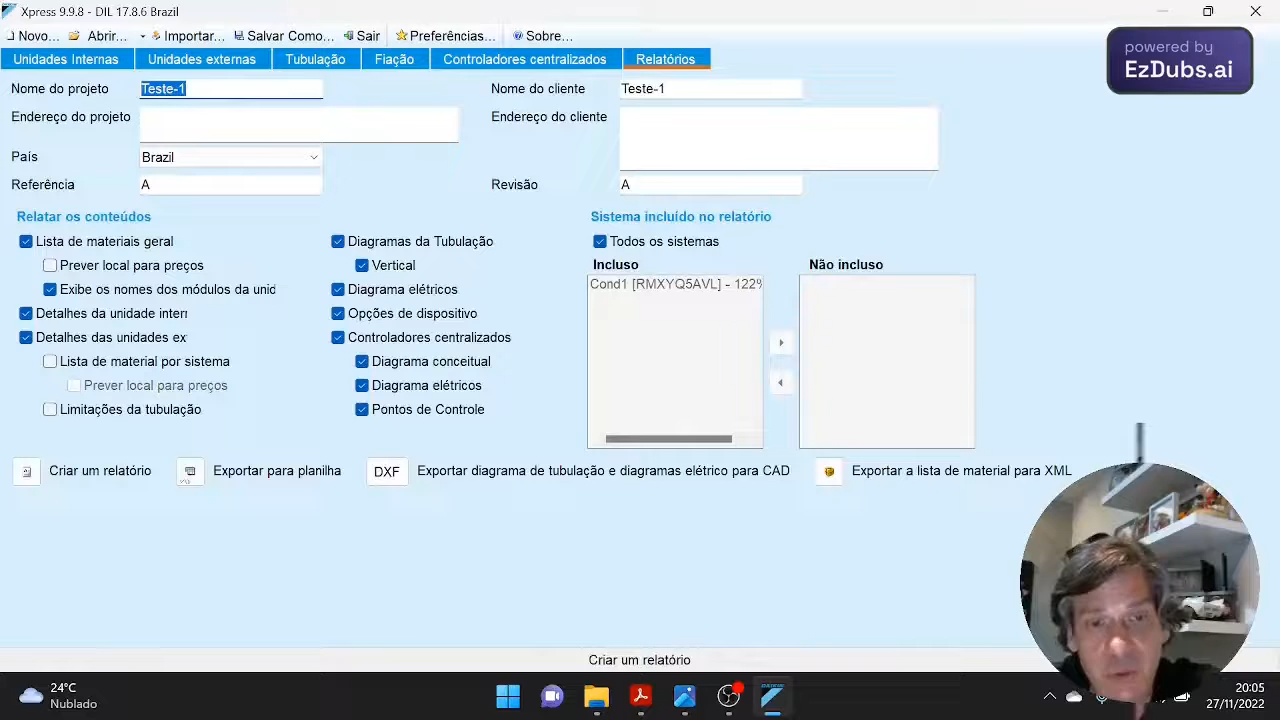 Xpress 9.9.8 - DIL 17.8.6 Brazil
Novo... Abrir... Importar... Salvar Como... Sair Preferências... Sobre...
powered by
EzDubs.ai
Unidades Internas Unidades externas Tubulação Fiação Controladores centralizados Relatórios
Nome do projeto Teste-1 Nome do cliente Teste-1
Endereço do projeto Endereço do cliente
País Brazil
Referência A Revisão A
Relatar os conteúdos Sistema incluído no relatório
Lista de materiais geral Diagramas da Tubulação Todos os sistemas
Prever local para preços Vertical Incluso Não incluso
Exibe os nomes dos módulos da unid Diagrama elétricos Cond1 [RMXYQ5AVL] - 122%
Detalhes da unidade interr Opções de dispositivo
Detalhes das unidades ex Controladores centralizados
Lista de material por sistema Diagrama conceitual
Prever local para preços Diagrama elétricos
Limitações da tubulação Pontos de Controle
Criar um relatório Exportar para planilha DXF Exportar diagrama de tubulação e diagramas elétrico para CAD Exportar a lista de material para XML
Criar um relatório
24°C
Nublado
20:05
27/11/2022